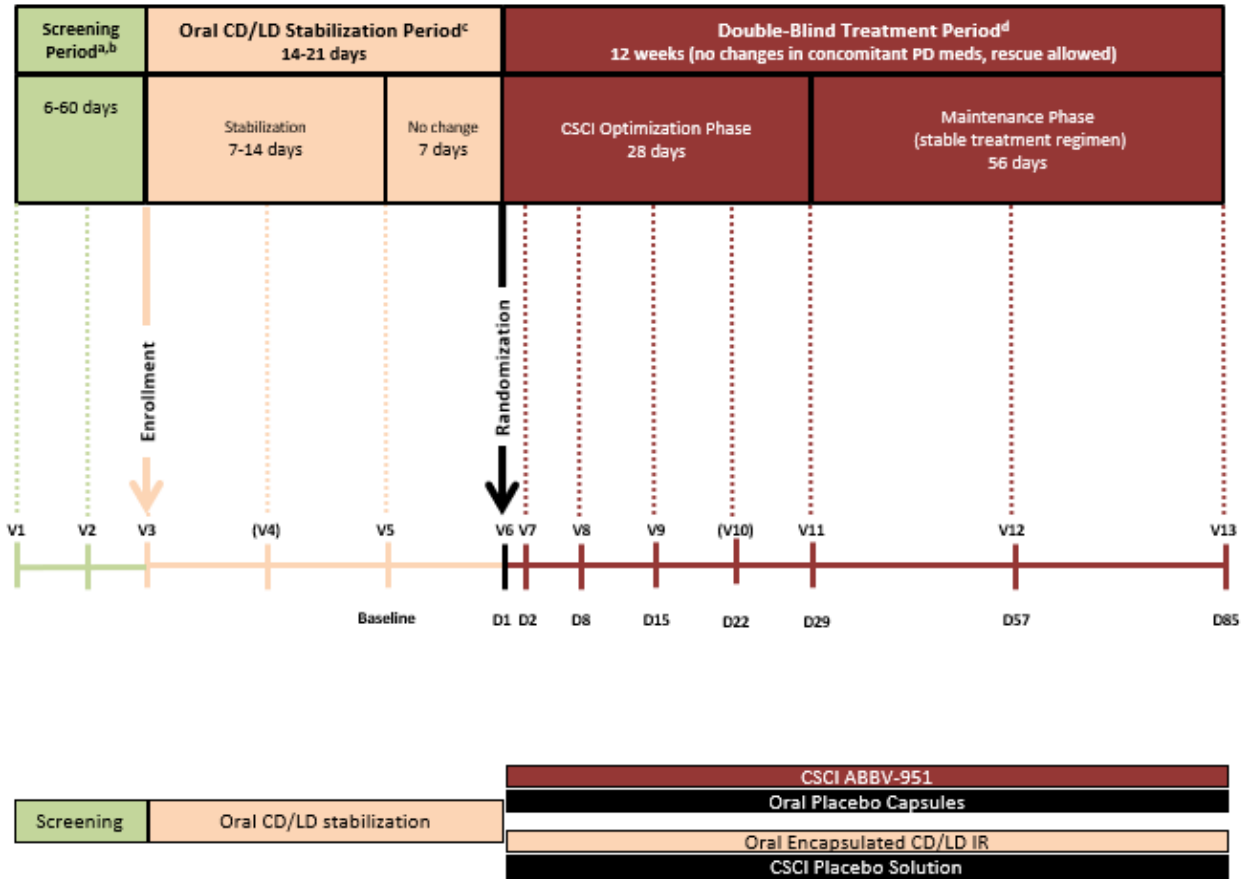 Screening
Periodᵃ,ᵇ
Oral CD/LD Stabilization Periodᶜ
14-21 days
Double-Blind Treatment Periodᵈ
12 weeks (no changes in concomitant PD meds, rescue allowed)
6-60 days
Stabilization
7-14 days
No change
7 days
CSCI Optimization Phase
28 days
Maintenance Phase
(stable treatment regimen)
56 days
Enrollment
Randomization
V1 V2 V3 (V4) V5 V6 V7 V8 V9 (V10) V11 V12 V13
Baseline D1 D2 D8 D15 D22 D29 D57 D85
CSCI ABBV-951
Oral Placebo Capsules
Screening Oral CD/LD stabilization
Oral Encapsulated CD/LD IR
CSCI Placebo Solution